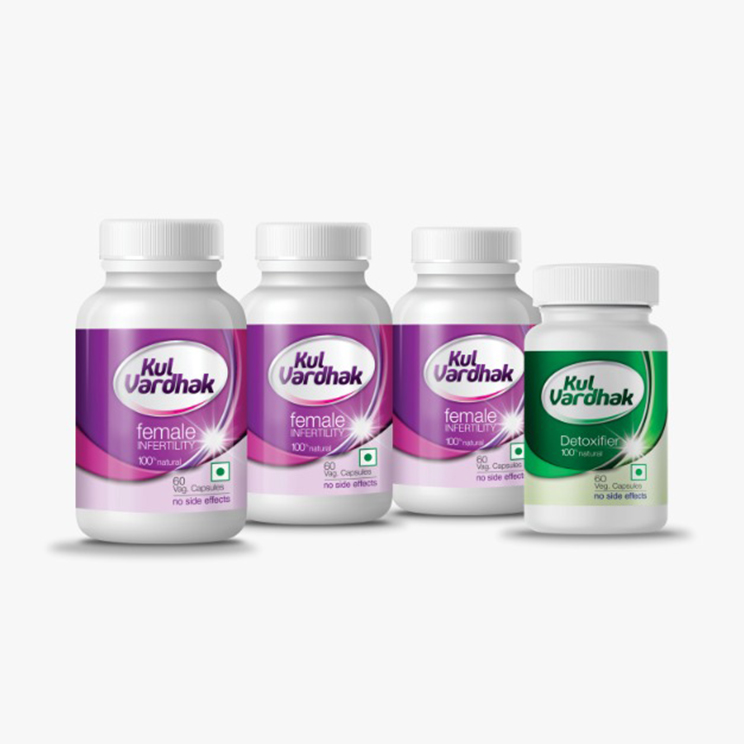 Kul
Vardhak
female
INFERTILITY
100% natural
60
Veg. Capsules
no side effects
Kul
Vardhak
female
INFERTILITY
100% natural
60
Veg. Capsules
no side effects
Kul
Vardhak
female
INFERTILITY
100% natural
60
Veg. Capsules
no side effects
Kul
Vardhak
Detoxifier
100% natural
60
Veg. Capsules
no side effects